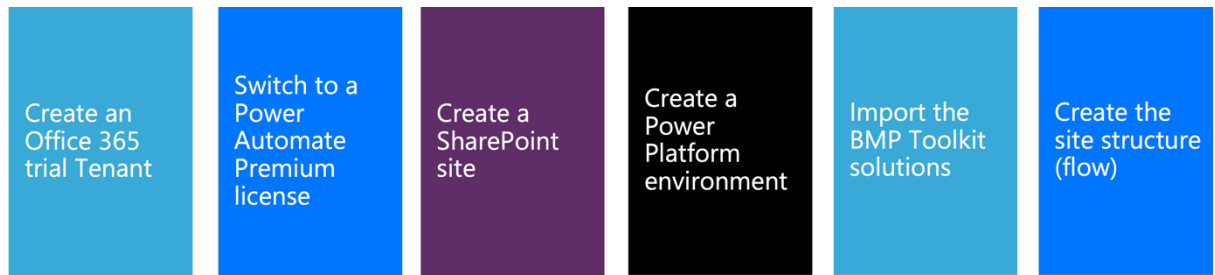 Create an
Office 365
trial Tenant
Switch to a
Power
Automate
Premium
license
Create a
SharePoint
site
Create a
Power
Platform
environment
Import the
BMP Toolkit
solutions
Create the
site structure
(flow)